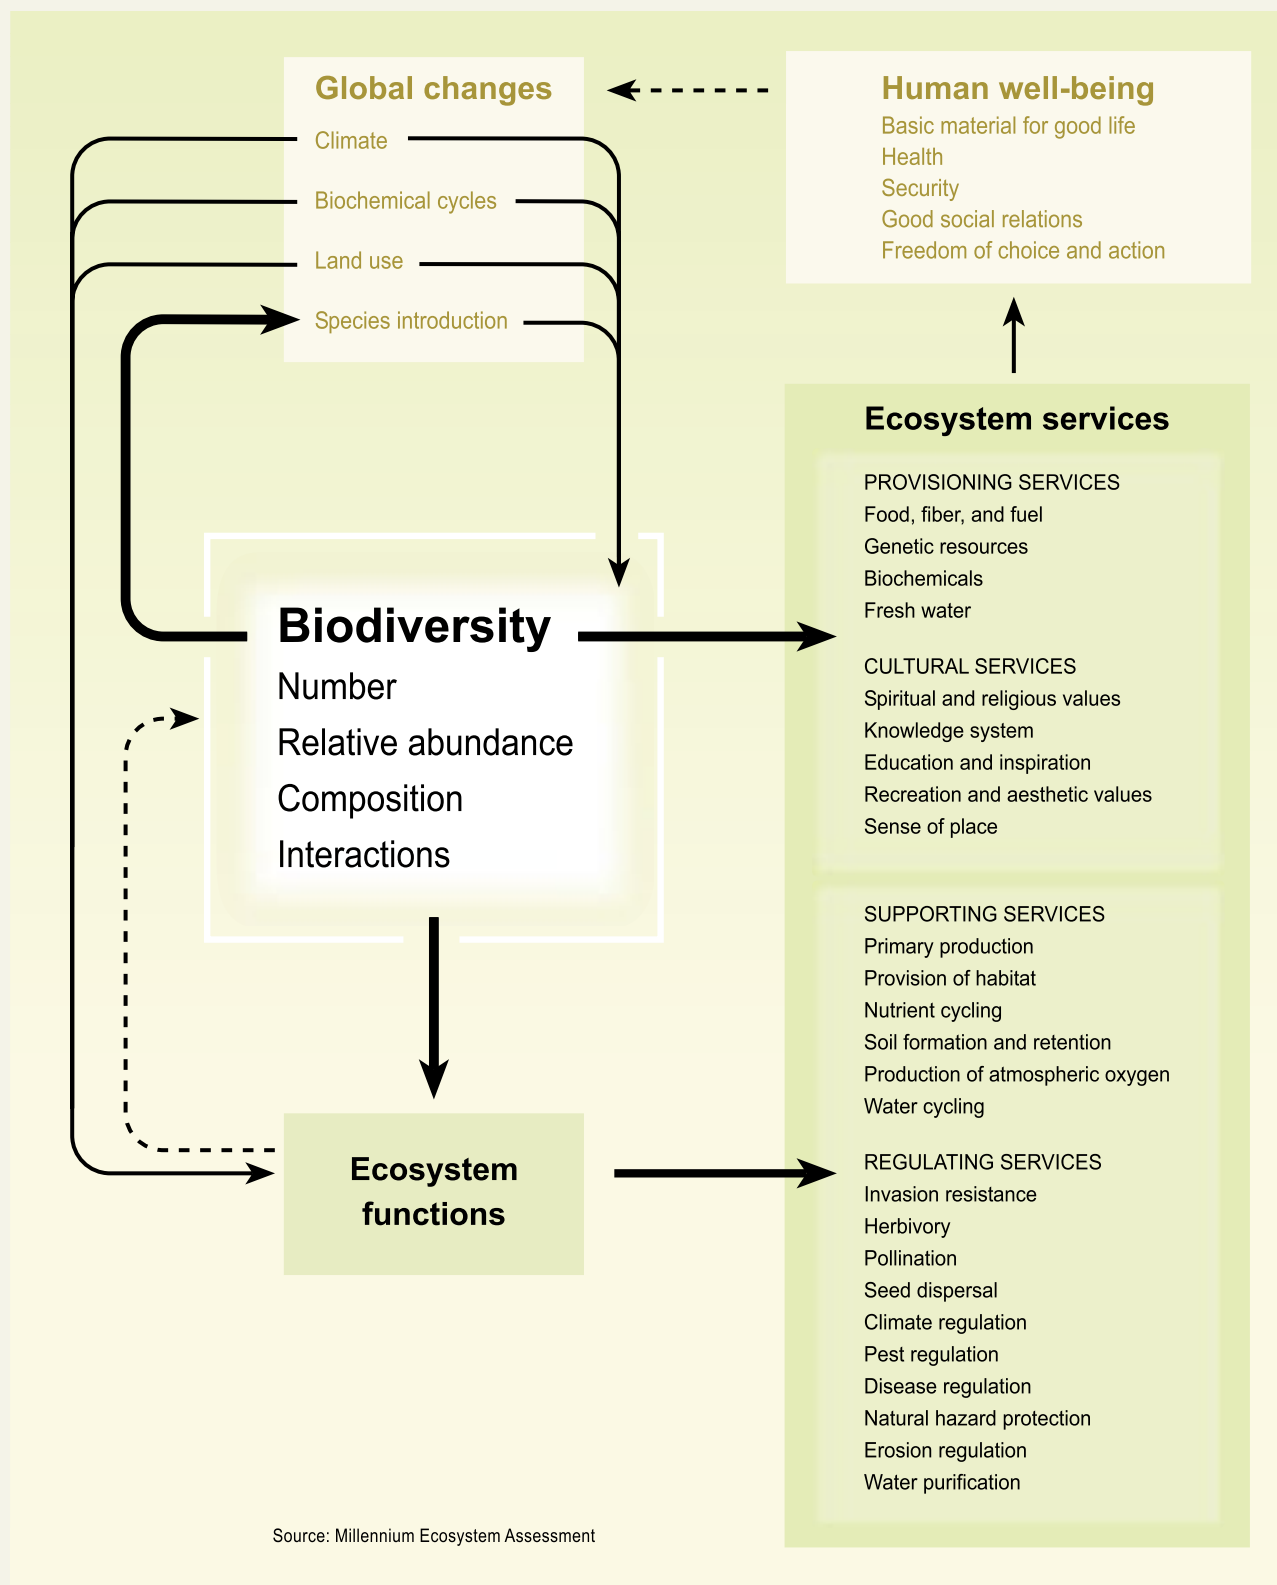 Global changes
Climate
Biochemical cycles
Land use
Species introduction
Human well-being
Basic material for good life
Health
Security
Good social relations
Freedom of choice and action
Biodiversity
Number
Relative abundance
Composition
Interactions
Ecosystem
functions
Ecosystem services
PROVISIONING SERVICES
Food, fiber, and fuel
Genetic resources
Biochemicals
Fresh water
CULTURAL SERVICES
Spiritual and religious values
Knowledge system
Education and inspiration
Recreation and aesthetic values
Sense of place
SUPPORTING SERVICES
Primary production
Provision of habitat
Nutrient cycling
Soil formation and retention
Production of atmospheric oxygen
Water cycling
REGULATING SERVICES
Invasion resistance
Herbivory
Pollination
Seed dispersal
Climate regulation
Pest regulation
Disease regulation
Natural hazard protection
Erosion regulation
Water purification
Source: Millennium Ecosystem Assessment